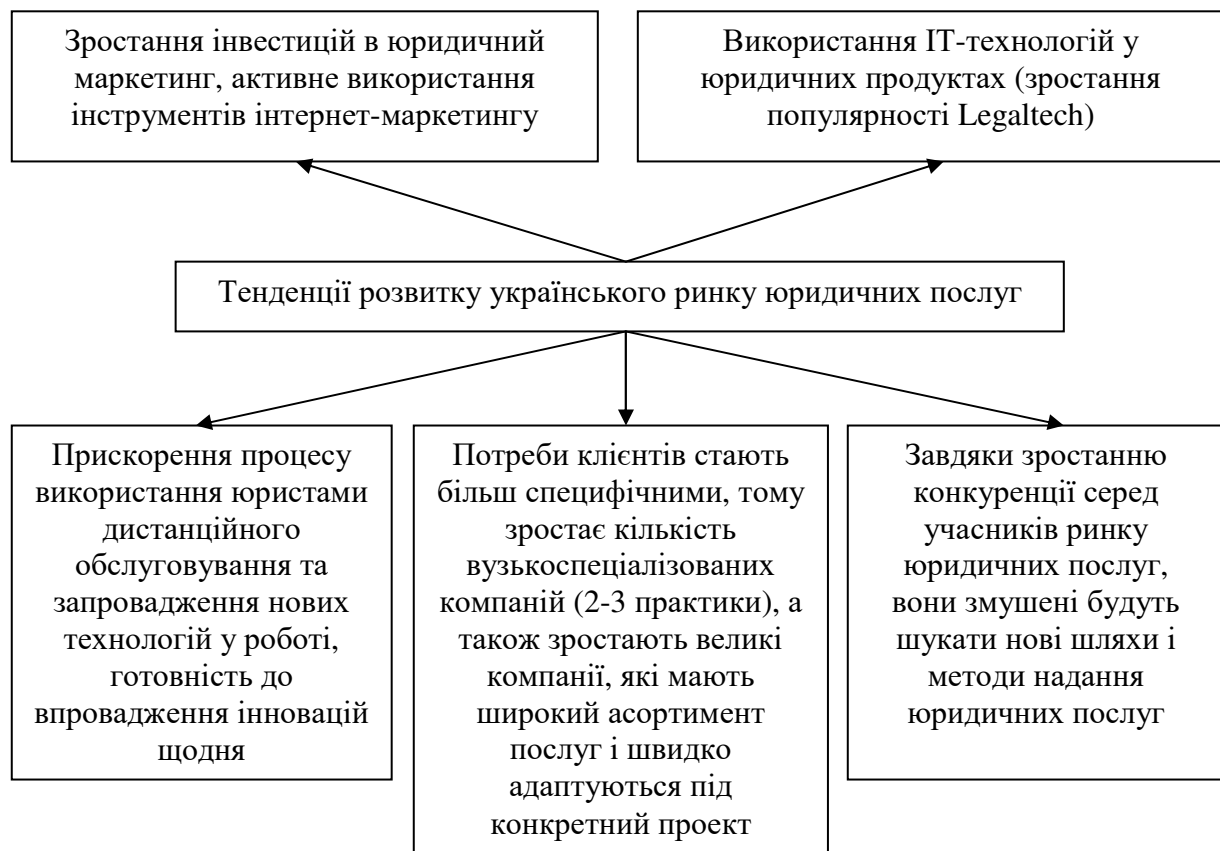 Зростання інвестицій в юридичний
маркетинг, активне використання
інструментів інтернет-маркетингу
Використання ІТ-технологій у
юридичних продуктах (зростання
популярності Legaltech)
Тенденції розвитку українського ринку юридичних послуг
Прискорення процесу
використання юристами
дистанційного
обслуговування та
запровадження нових
технологій у роботі,
готовність до
впровадження інновацій
щодня
Потреби клієнтів стають
більш специфічними, тому
зростає кількість
вузькоспеціалізованих
компаній (2-3 практики), а
також зростають великі
компанії, які мають
широкий асортимент
послуг і швидко
адаптуються під
конкретний проект
Завдяки зростанню
конкуренції серед
учасників ринку
юридичних послуг,
вони змушені будуть
шукати нові шляхи і
методи надання
юридичних послуг